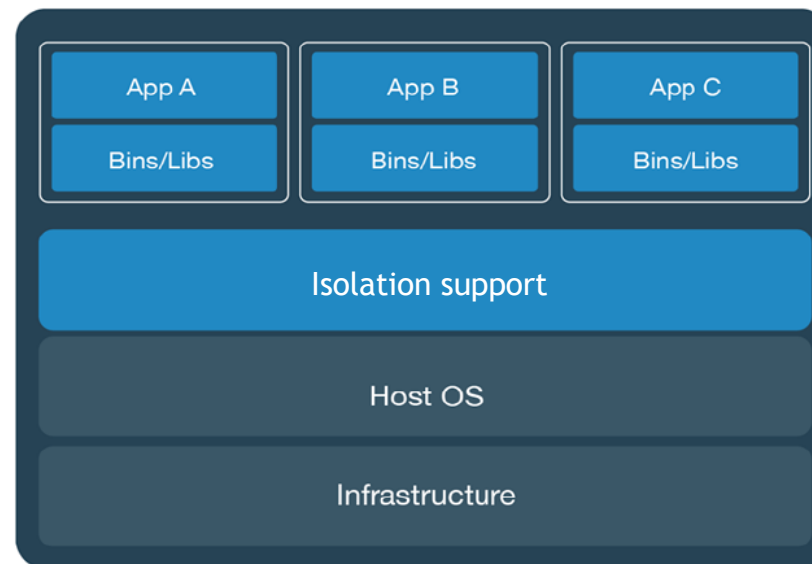 App A
App B
App C
Bins/Libs
Bins/Libs
Bins/Libs
Isolation support
Host OS
Infrastructure